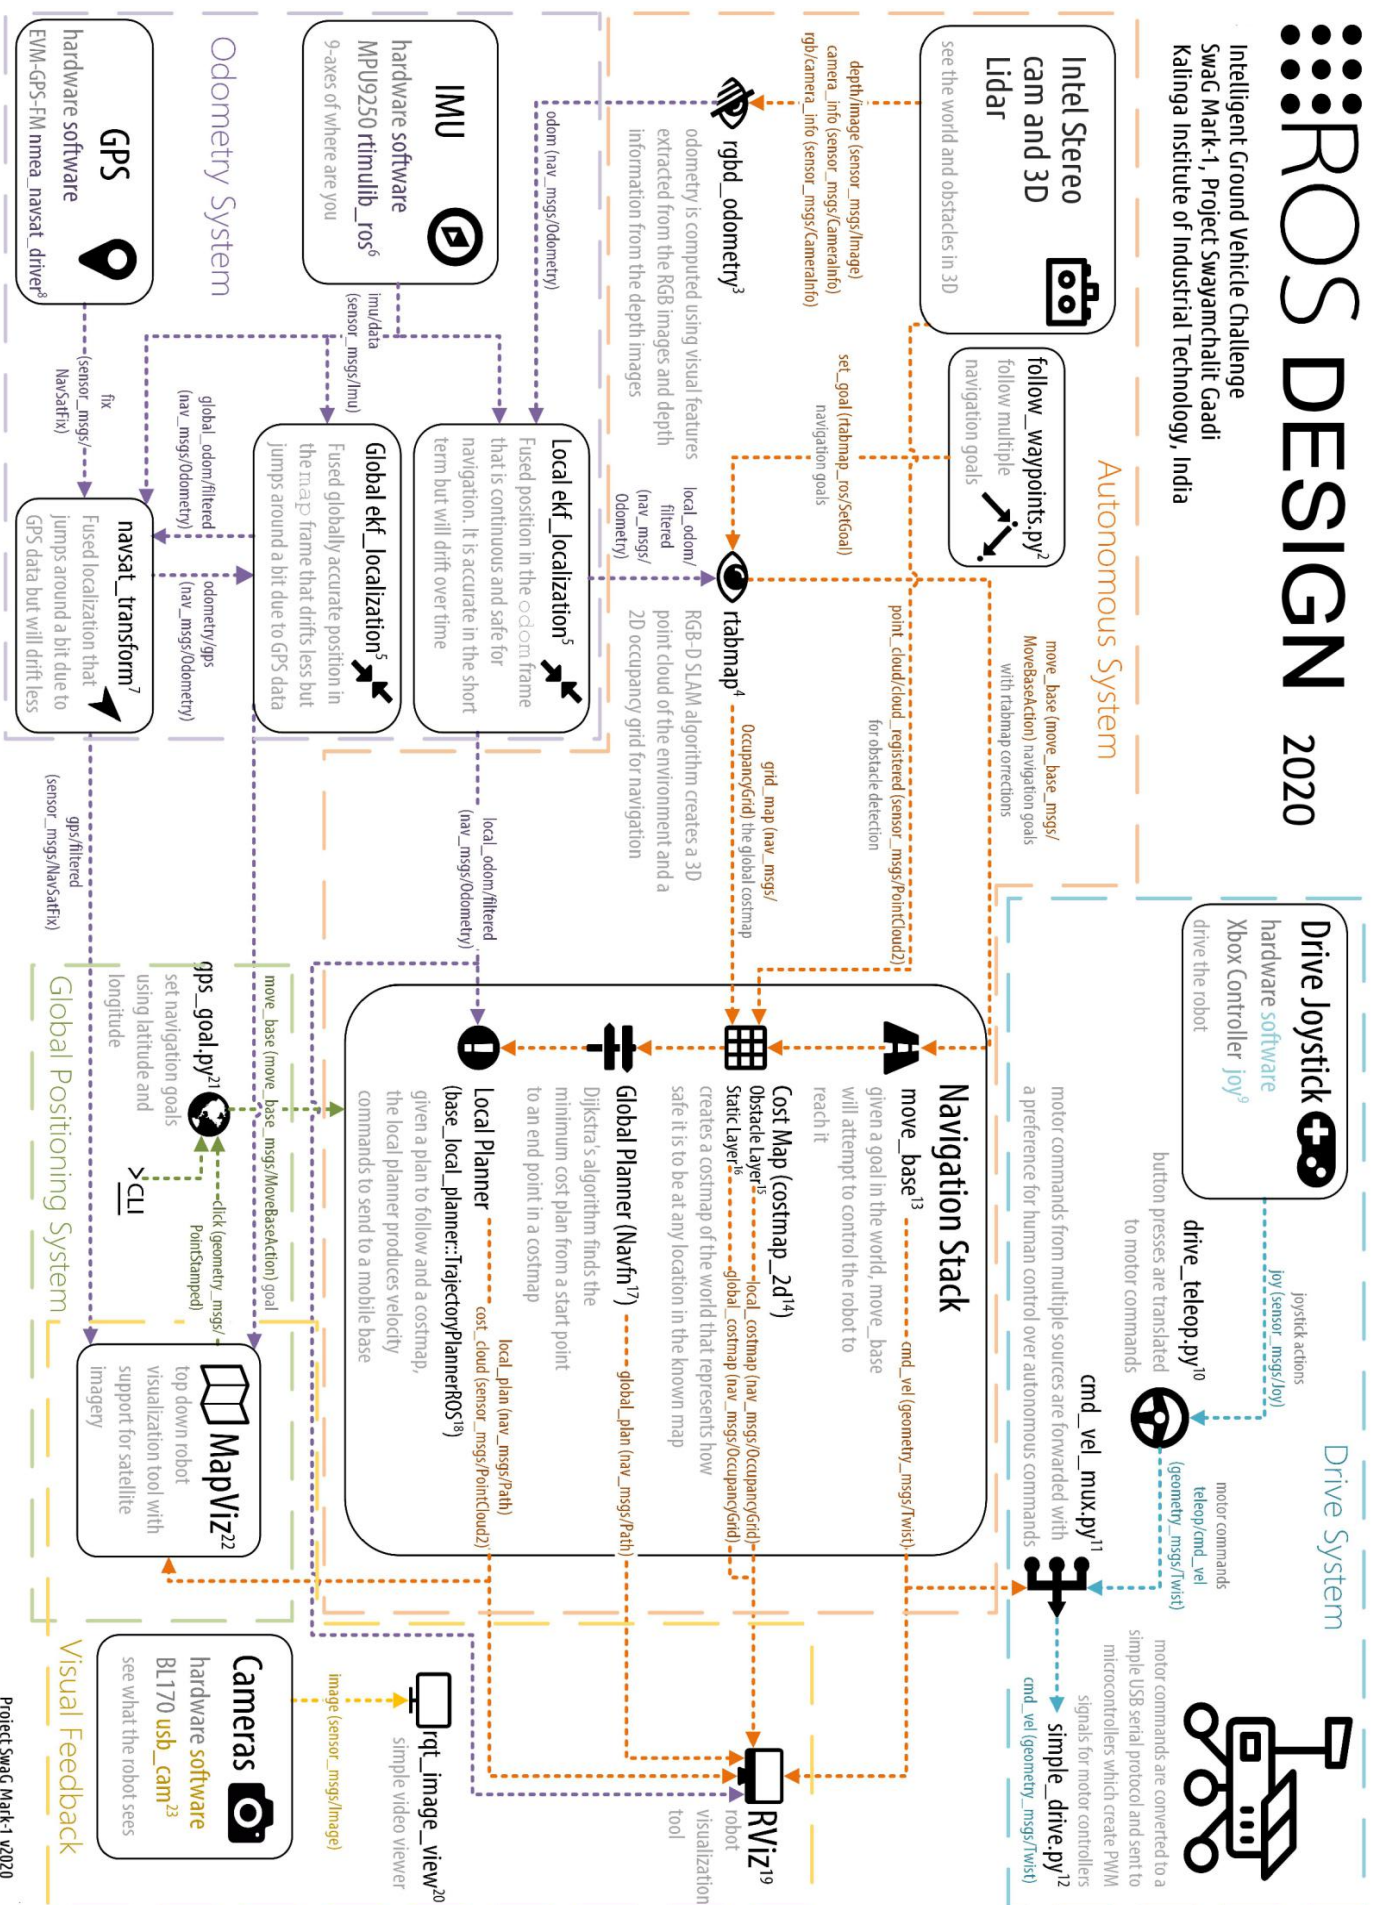 ROS DESIGN 2020
Intelligent Ground Vehicle Challenge
SwaG Mark-1, Project Swayamchalit Gaadi
Kalinga Institute of Industrial Technology, India
Autonomous System
Intel Stereo
cam and 3D
Lidar
see the world and obstacles in 3D
follow_waypoints.py2
follow multiple
navigation goals
depth/image (sensor_msgs/Image)
camera_info (sensor_msgs/CameraInfo)
rgb/camera_info (sensor_msgs/CameraInfo)
set_goal (rtabmap_ros/SetGoal)
navigation goals
rgbd_odometry3
odometry is computed using visual features
extracted from the RGB images and depth
information from the depth images
rtabmap4
RGB-D SLAM algorithm creates a 3D
point cloud of the environment and a
2D occupancy grid for navigation
move_base (move_base_msgs/
MoveBaseAction) navigation goals
with rtabmap corrections
point_cloud/cloud_registered (sensor_msgs/PointCloud2)
for obstacle detection
grid_map (nav_msgs/
OccupancyGrid) the global costmap
odom (nav_msgs/Odometry)
local_odom/
filtered
(nav_msgs/
Odometry)
Odometry System
IMU
hardware software
MPU9250 rtimulib_ros6
9-axes of where are you
GPS
hardware software
EVM-GPS-FM nmea_navsat_driver8
imu/data
(sensor_msgs/Imu)
fix
(sensor_msgs/
NavSatFix)
Local ekf_localization5
Fused position in the odom frame
that is continuous and safe for
navigation. It is accurate in the short
term but will drift over time
Global ekf_localization5
Fused globally accurate position in
the map frame that drifts less but
jumps around a bit due to GPS data
global_odom/filtered
(nav_msgs/Odometry)
odometry/gps
(nav_msgs/Odometry)
navsat_transform7
Fused localization that
jumps around a bit due to
GPS data but will drift less
local_odom/filtered
(nav_msgs/Odometry)
gps/filtered
(sensor_msgs/NavSatFix)
Drive System
Drive Joystick
hardware software
Xbox Controller joy9
drive the robot
joystick actions
joy (sensor_msgs/Joy)
drive_teleop.py10
button presses are translated
to motor commands
motor commands
teleop/cmd_vel
(geometry_msgs/Twist)
cmd_vel_mux.py11
motor commands from multiple sources are forwarded with
a preference for human control over autonomous commands
motor commands are converted to a
simple USB serial protocol and sent to
microcontrollers which create PWM
signals for motor controllers
simple_drive.py12
cmd_vel (geometry_msgs/Twist)
Navigation Stack
move_base13
given a goal in the world, move_base
will attempt to control the robot to
reach it
cmd_vel (geometry_msgs/Twist)
Cost Map (costmap_2d14)
Obstacle Layer15
Static Layer16
local_costmap (nav_msgs/OccupancyGrid)
global_costmap (nav_msgs/OccupancyGrid)
creates a costmap of the world that represents how
safe it is to be at any location in the known map
Global Planner (Navfn17)
global_plan (nav_msgs/Path)
Dijkstra's algorithm finds the
minimum cost plan from a start point
to an end point in a costmap
Local Planner
(base_local_planner::TrajectoryPlannerROS18)
local_plan (nav_msgs/Path)
cost_cloud (sensor_msgs/PointCloud2)
given a plan to follow and a costmap,
the local planner produces velocity
commands to send to a mobile base
Global Positioning System
move_base (move_base_msgs/MoveBaseAction) goal
gps_goal.py21
set navigation goals
using latitude and
longitude
>CLI
click (geometry_msgs/
PointStamped)
MapViz22
top down robot
visualization tool with
support for satellite
imagery
Visual Feedback
RViz19
robot
visualization
tool
rqt_image_view20
simple video viewer
image (sensor_msgs/Image)
Cameras
hardware software
BL170 usb_cam23
see what the robot sees
Project SwaG Mark-1 v2020